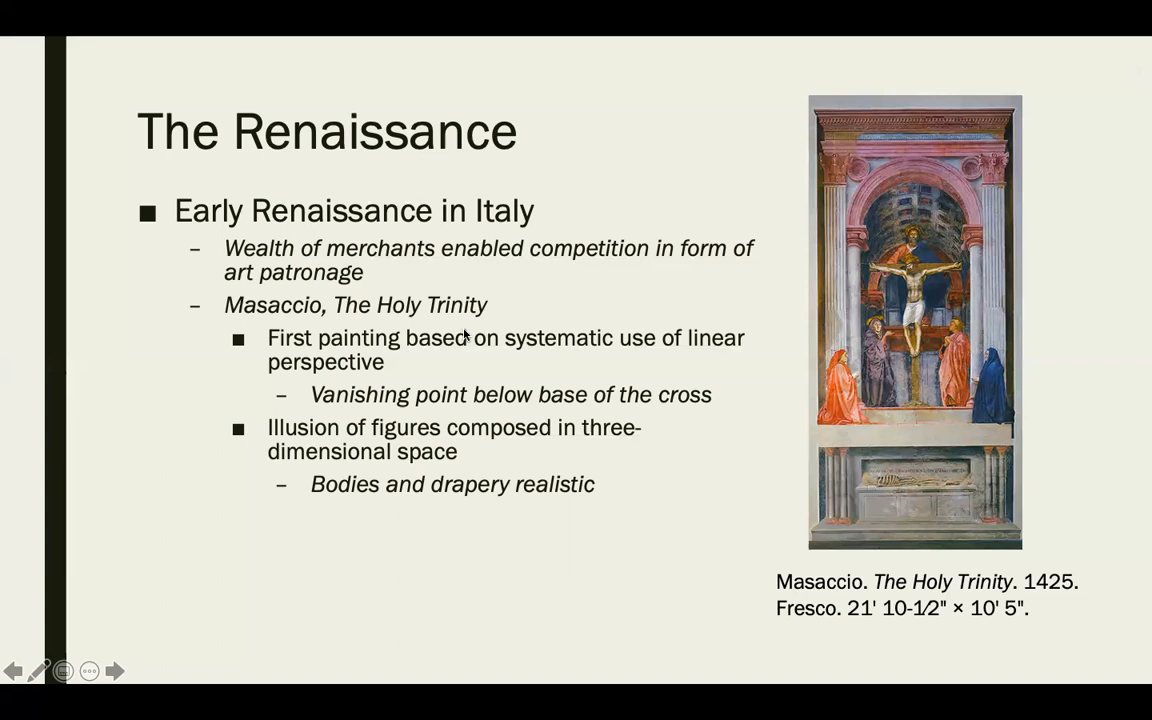 The Renaissance
■ Early Renaissance in Italy
– Wealth of merchants enabled competition in form of
art patronage
– Masaccio, The Holy Trinity
■ First painting based on systematic use of linear
perspective
– Vanishing point below base of the cross
■ Illusion of figures composed in three-
dimensional space
– Bodies and drapery realistic
Masaccio. The Holy Trinity. 1425.
Fresco. 21' 10-1/2" × 10' 5".